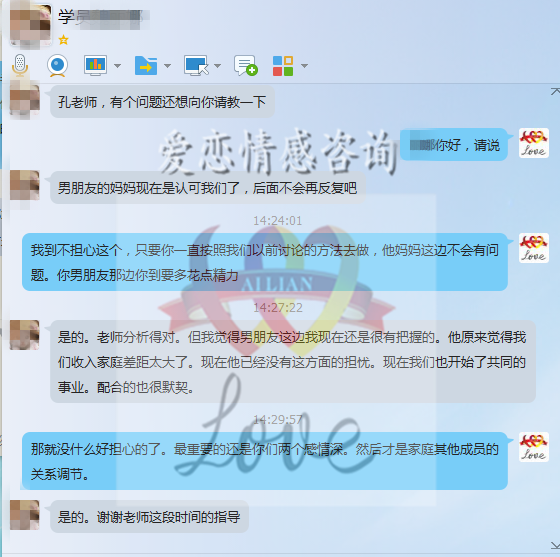 学
孔老师，有个问题还想向你请教一下
爱恋情感咨询
你好，请说
男朋友的妈妈现在是认可我们了，后面不会再反复吧
14:24:01
我到不担心这个，只要你一直按照我们以前讨论的方法去做，他妈妈这边不会有问
题。你男朋友那边你到要多花点精力
AILIAN
14:27:22
是的。老师分析得对。但我觉得男朋友这边我现在还是很有把握的。他原来觉得我
们收入家庭差距太大了。现在他已经没有这方面的担忧。现在我们也开始了共同的
事业。配合的也很默契。
14:29:57
Love
那就没什么好担心的了。最重要的还是你们两个感情深。然后才是家庭其他成员的
关系调节。
是的。谢谢老师这段时间的指导